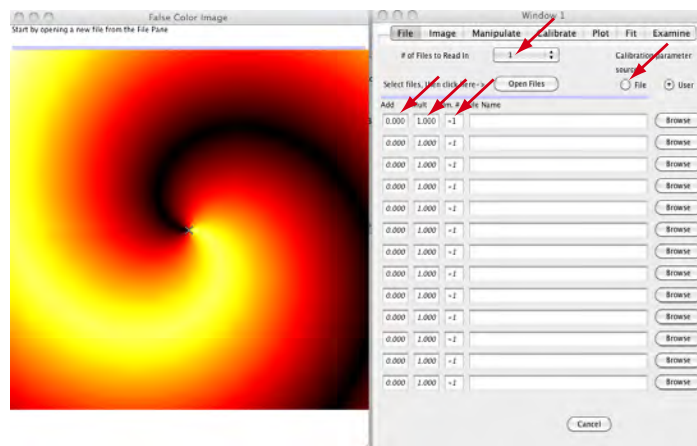 False Color Image
Start by opening a new file from the File Pane
Window 1
File Image Manipulate Calibrate Plot Fit Examine
# of Files to Read In 1 Calibration parameter
source
Select files, then click here--> Open Files File User
Add Mult Im. # File Name
0.000 1.000 -1 Browse
0.000 1.000 -1 Browse
0.000 1.000 -1 Browse
0.000 1.000 -1 Browse
0.000 1.000 -1 Browse
0.000 1.000 -1 Browse
0.000 1.000 -1 Browse
0.000 1.000 -1 Browse
0.000 1.000 -1 Browse
0.000 1.000 -1 Browse
0.000 1.000 -1 Browse
0.000 1.000 -1 Browse
0.000 1.000 -1 Browse
Cancel